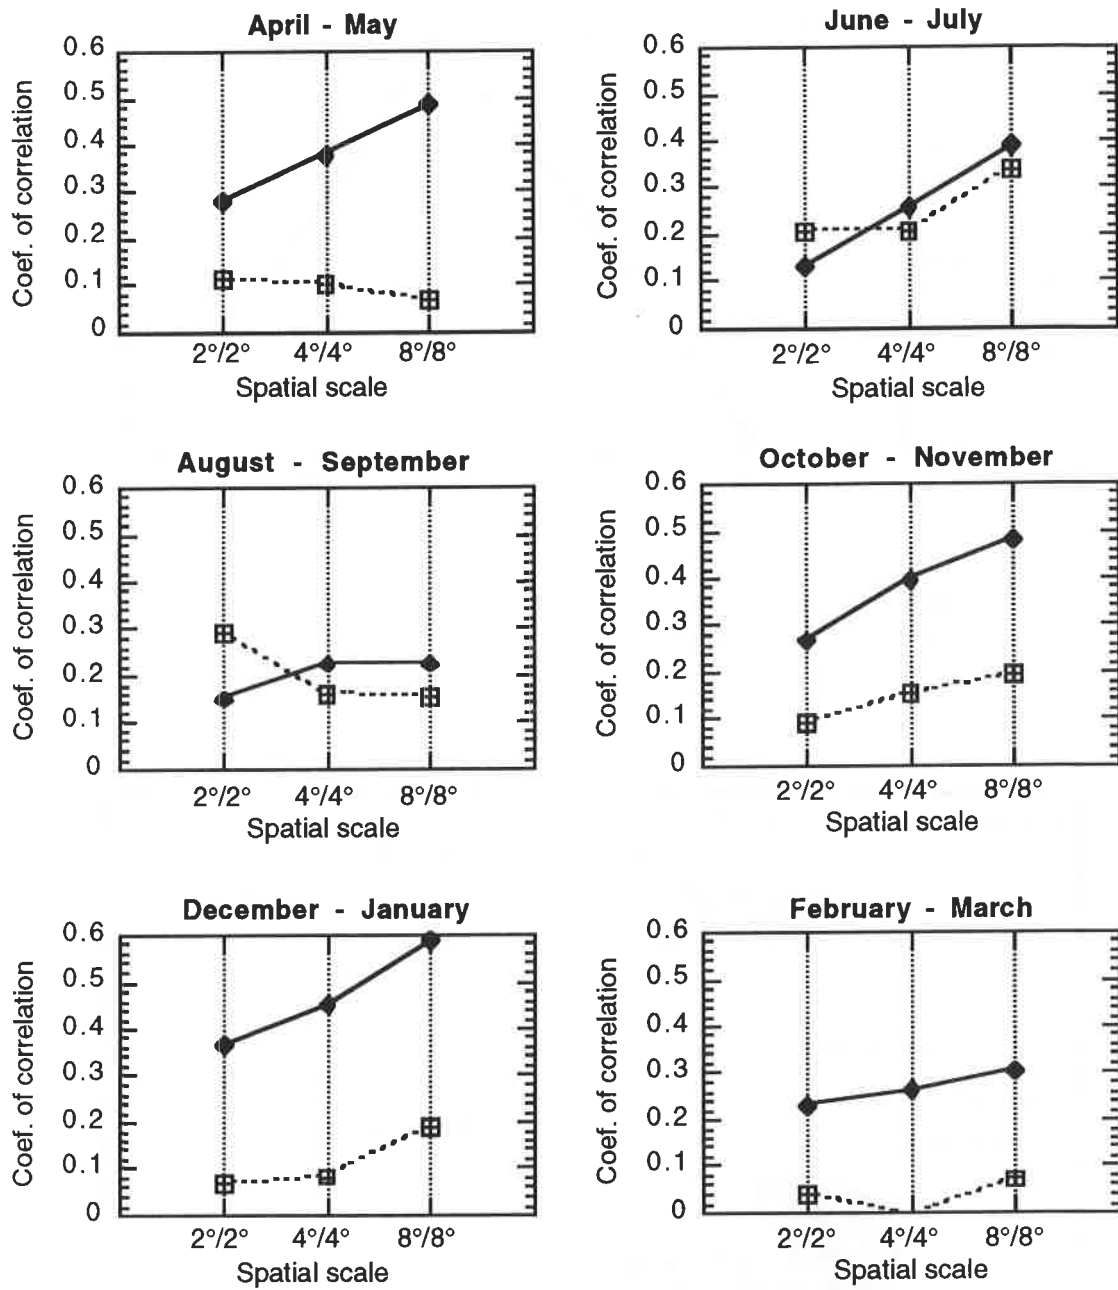 April - May
0.6
0.5
0.4
0.3
0.2
0.1
0
Coef. of correlation
2°/2° 4°/4° 8°/8°
Spatial scale
June - July
0.6
0.5
0.4
0.3
0.2
0.1
0
Coef. of correlation
2°/2° 4°/4° 8°/8°
Spatial scale
August - September
0.6
0.5
0.4
0.3
0.2
0.1
0
Coef. of correlation
2°/2° 4°/4° 8°/8°
Spatial scale
October - November
0.6
0.5
0.4
0.3
0.2
0.1
0
Coef. of correlation
2°/2° 4°/4° 8°/8°
Spatial scale
December - January
0.6
0.5
0.4
0.3
0.2
0.1
0
Coef. of correlation
2°/2° 4°/4° 8°/8°
Spatial scale
February - March
0.6
0.5
0.4
0.3
0.2
0.1
0
Coef. of correlation
2°/2° 4°/4° 8°/8°
Spatial scale